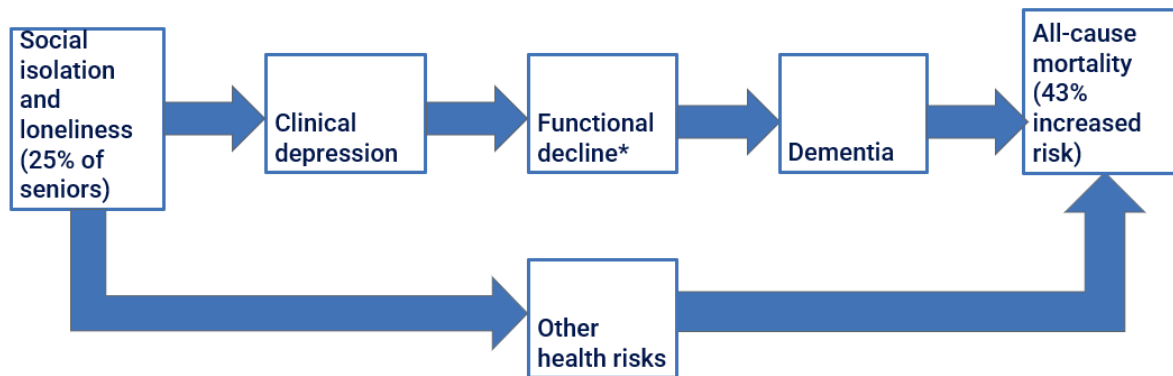 Social
isolation
and
loneliness
(25% of
seniors)
Clinical
depression
Functional
decline*
Dementia
All-cause
mortality
(43%
increased
risk)
Other
health risks